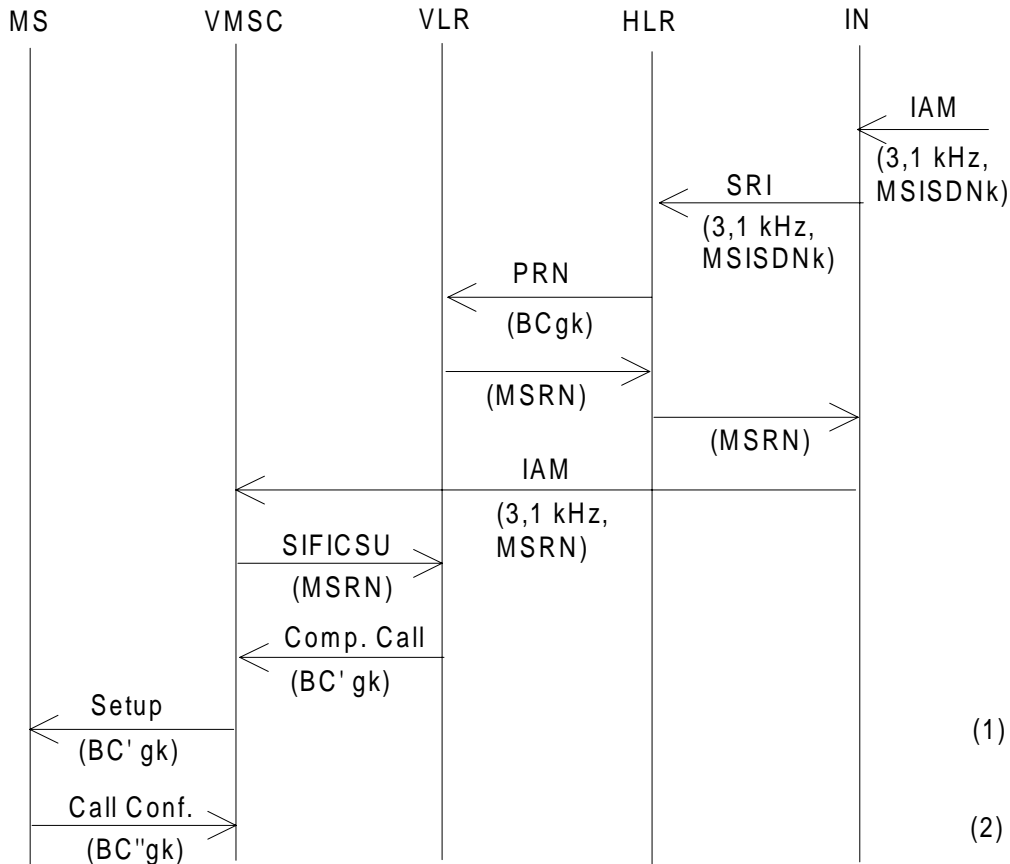 MS VMSC VLR HLR IN
IAM
(3,1 kHz,
MSISDNk)
SRI
(3,1 kHz,
MSISDNk)
PRN
(BCgk)
(MSRN)
(MSRN)
IAM
(3,1 kHz,
MSRN)
SIFICSU
(MSRN)
Comp. Call
(BC' gk)
Setup
(BC' gk)
(1)
Call Conf.
(BC"gk)
(2)